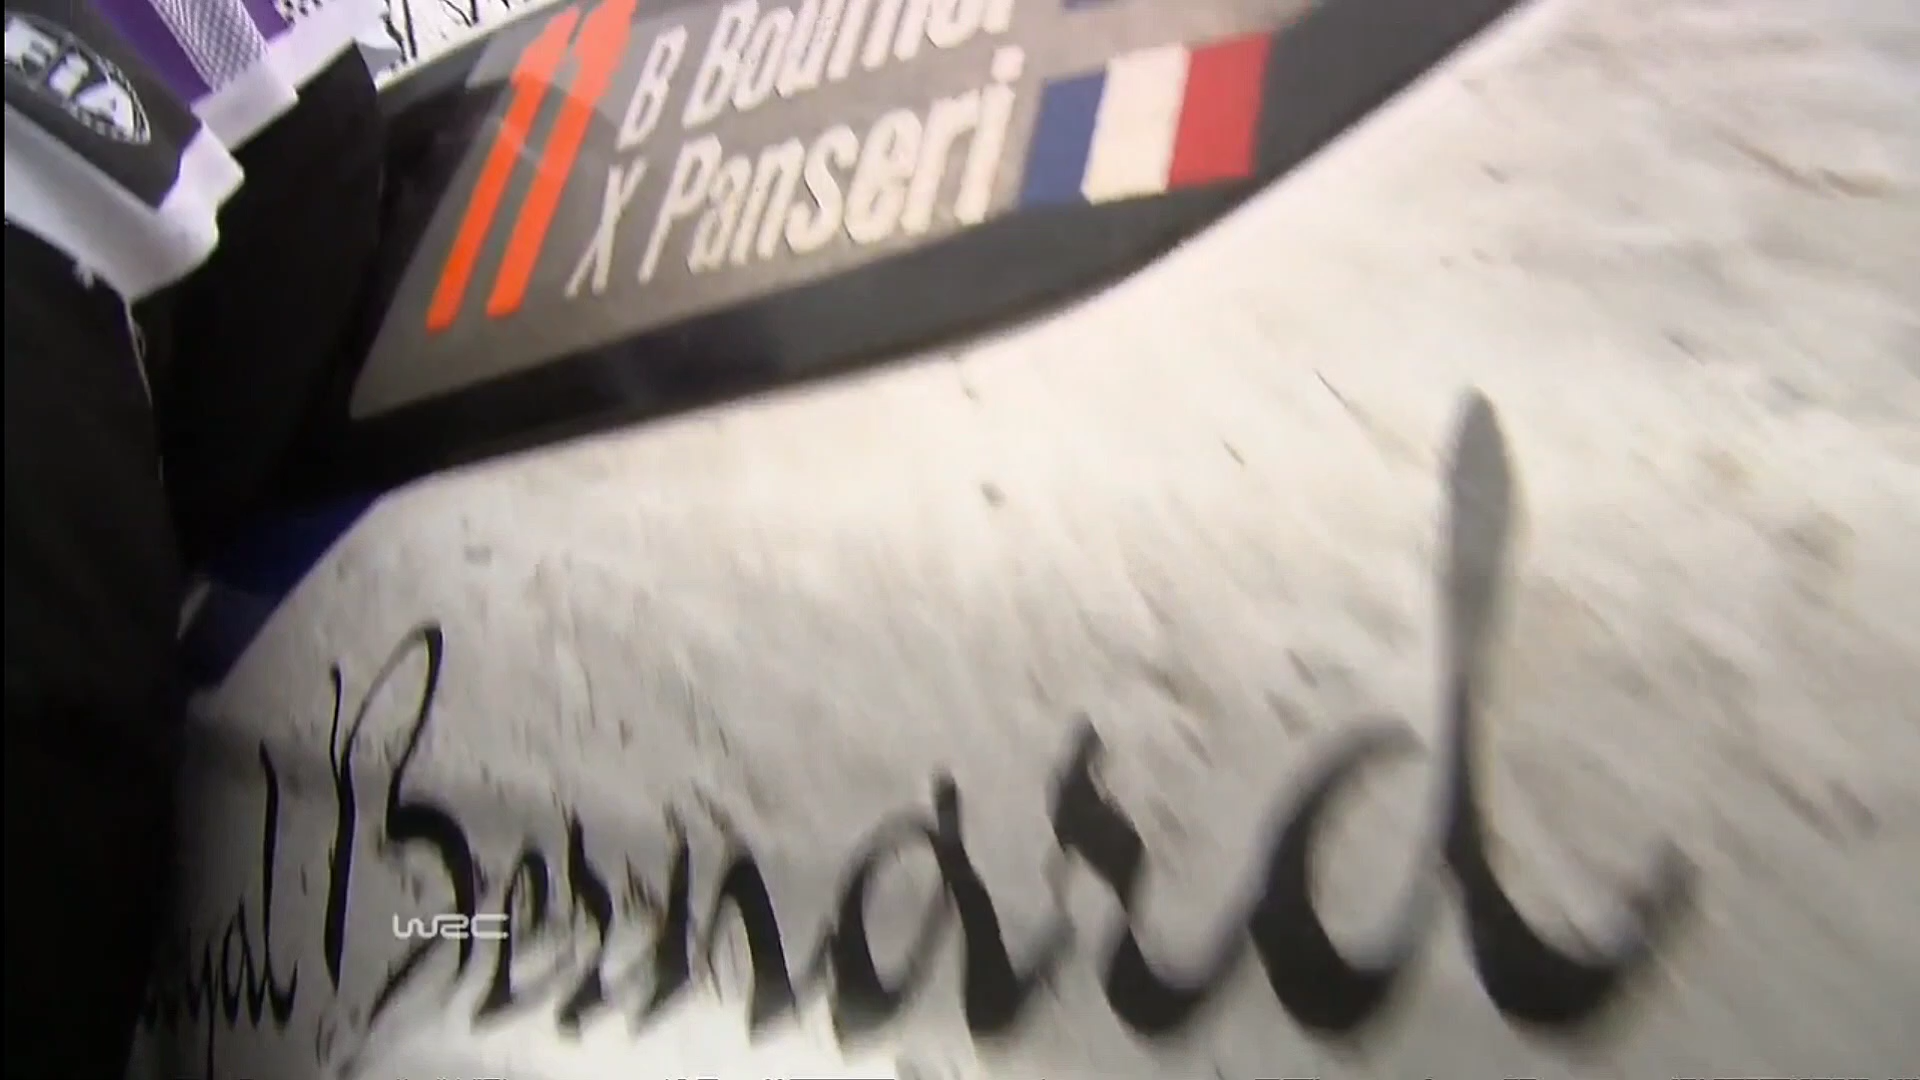 FIA
11
B Bouffier
X Panseri
Bernard
WRC